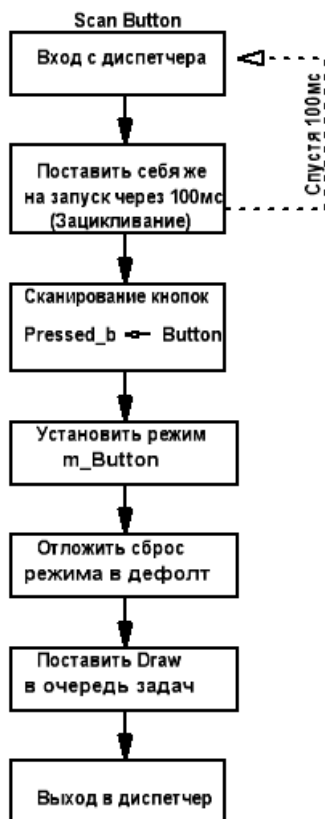 Scan Button
Вход с диспетчера
Спустя 100мс
Поставить себя же
на запуск через 100мс
(Зацикливание)
Сканирование кнопок
Pressed_b Button
Установить режим
m_Button
Отложить сброс
режима в дефолт
Поставить Draw
в очередь задач
Выход в диспетчер